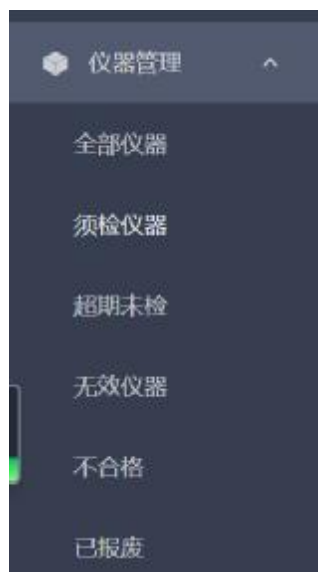 仪器管理
全部仪器
须检仪器
超期未检
无效仪器
不合格
已报废